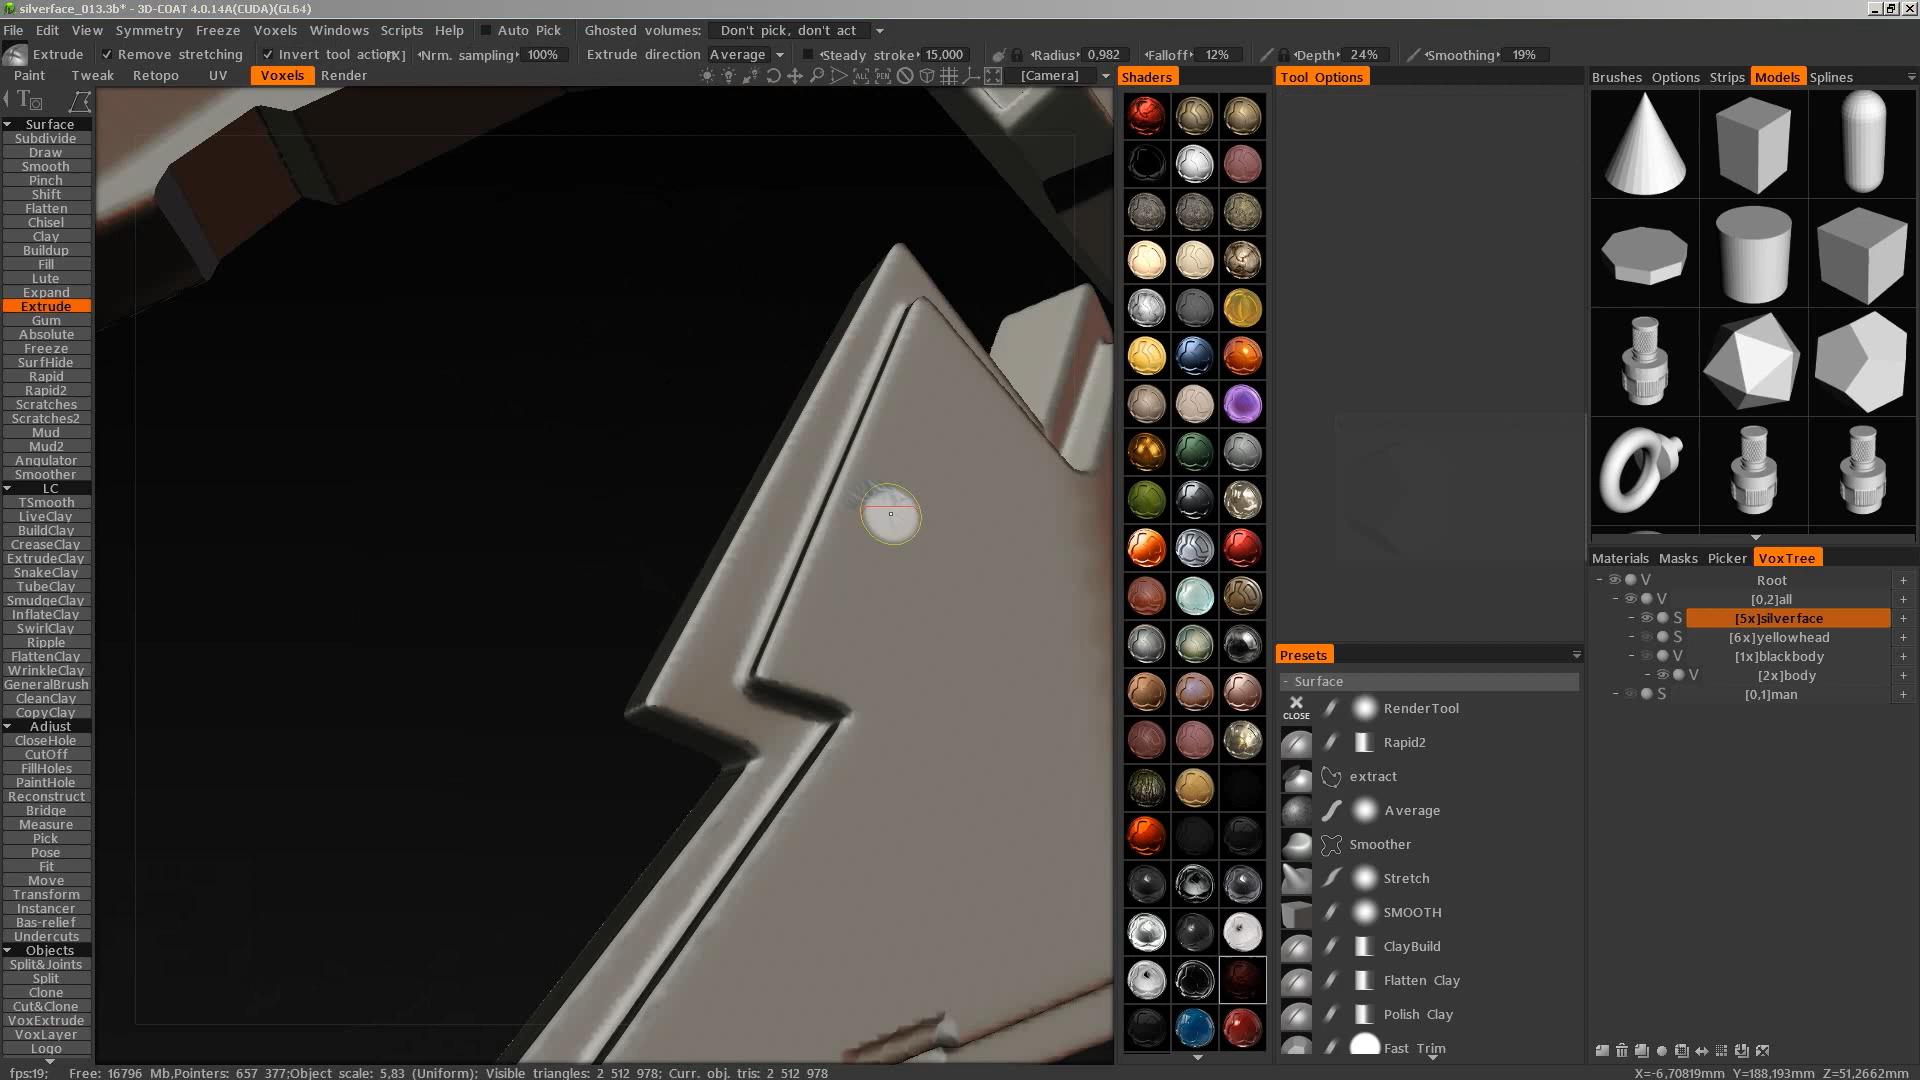 silverface_013.3b* - 3D-COAT 4.0.14A(CUDA)(GL64)
File Edit View Symmetry Freeze Voxels Windows Scripts Help Auto Pick Ghosted volumes: Don't pick, don't act
Extrude Remove stretching Invert tool action [X] Nrm. sampling 100% Extrude direction Average Steady stroke 15,000 Radius 0,982 Falloff 12% Depth 24% Smoothing 19%
Paint Tweak Retopo UV Voxels Render [Camera]
Shaders
Tool Options
Brushes Options Strips Models Splines
Surface
Subdivide
Draw
Smooth
Pinch
Shift
Flatten
Chisel
Clay
Buildup
Fill
Lute
Expand
Extrude
Gum
Absolute
Freeze
SurfHide
Rapid
Rapid2
Scratches
Scratches2
Mud
Mud2
Angulator
Smoother
LC
TSmooth
LiveClay
BuildClay
CreaseClay
ExtrudeClay
SnakeClay
TubeClay
SmudgeClay
InflateClay
SwirlClay
Ripple
FlattenClay
WrinkleClay
GeneralBrush
CleanClay
CopyClay
Adjust
CloseHole
CutOff
FillHoles
PaintHole
Reconstruct
Bridge
Measure
Pick
Pose
Fit
Move
Transform
Instancer
Bas-relief
Undercuts
Objects
Split&Joints
Split
Clone
Cut&Clone
VoxExtrude
VoxLayer
Logo
Materials Masks Picker VoxTree
V Root +
V [0,2]all +
S [5x]silverface +
S [6x]yellowhead +
V [1x]blackbody +
V [2x]body +
S [0,1]man +
Presets
- Surface
CLOSE
RenderTool
Rapid2
extract
Average
Smoother
Stretch
SMOOTH
ClayBuild
Flatten Clay
Polish Clay
Fast Trim
fps:19; Free: 16796 Mb,Pointers: 657 377;Object scale: 5,83 (Uniform); Visible triangles: 2 512 978; Curr. obj. tris: 2 512 978
X=-6,70819mm Y=188,193mm Z=51,2662mm